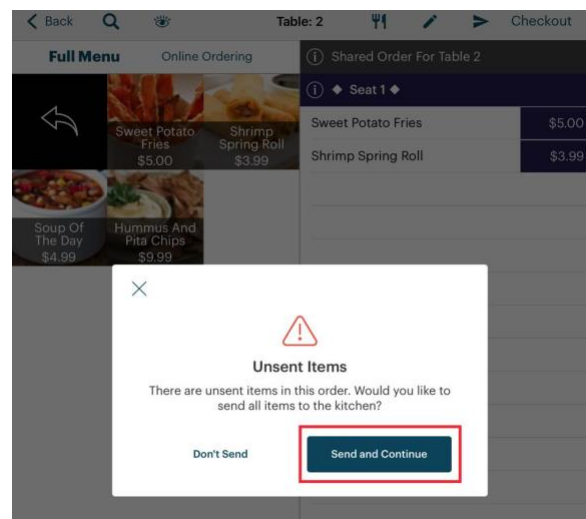 Back
Table: 2
Checkout
Full Menu
Online Ordering
Shared Order For Table 2
◆ Seat 1 ◆
Sweet Potato
Fries
$5.00
Shrimp
Spring Roll
$3.99
Sweet Potato Fries
$5.00
Shrimp Spring Roll
$3.99
Soup Of
The Day
$4.99
Hummus And
Pita Chips
$9.99
Unsent Items
There are unsent items in this order. Would you like to
send all items to the kitchen?
Don't Send
Send and Continue